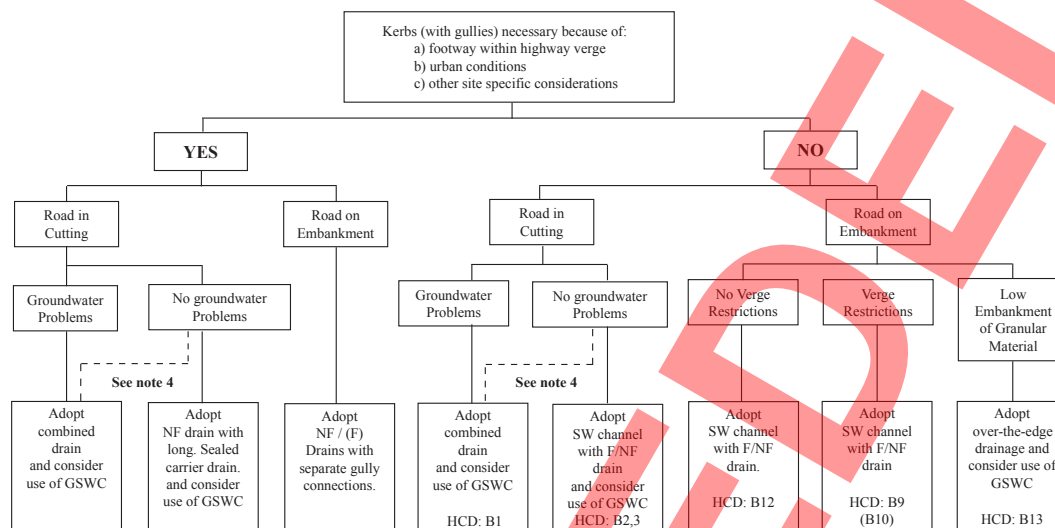 Kerbs (with gullies) necessary because of:
a) footway within highway verge
b) urban conditions
c) other site specific considerations
YES
NO
Road in
Cutting
Road on
Embankment
Road in
Cutting
Road on
Embankment
Groundwater
Problems
No groundwater
Problems
Groundwater
Problems
No groundwater
Problems
No Verge
Restrictions
Verge
Restrictions
Low
Embankment
of Granular
Material
See note 4
See note 4
Adopt
combined
drain
and consider
use of GSWC
Adopt
NF drain with
long. Sealed
carrier drain.
and consider
use of GSWC
Adopt
NF / (F)
Drains with
separate gully
connections.
Adopt
combined
drain
and consider
use of GSWC
HCD: B1
Adopt
SW channel
with F/NF
drain
and consider
use of GSWC
HCD: B2,3
Adopt
SW channel
with F/NF
drain.
HCD: B12
Adopt
SW channel
with F/NF
drain
HCD: B9
(B10)
Adopt
over-the-edge
drainage and
consider use of
GSWC
HCD: B13